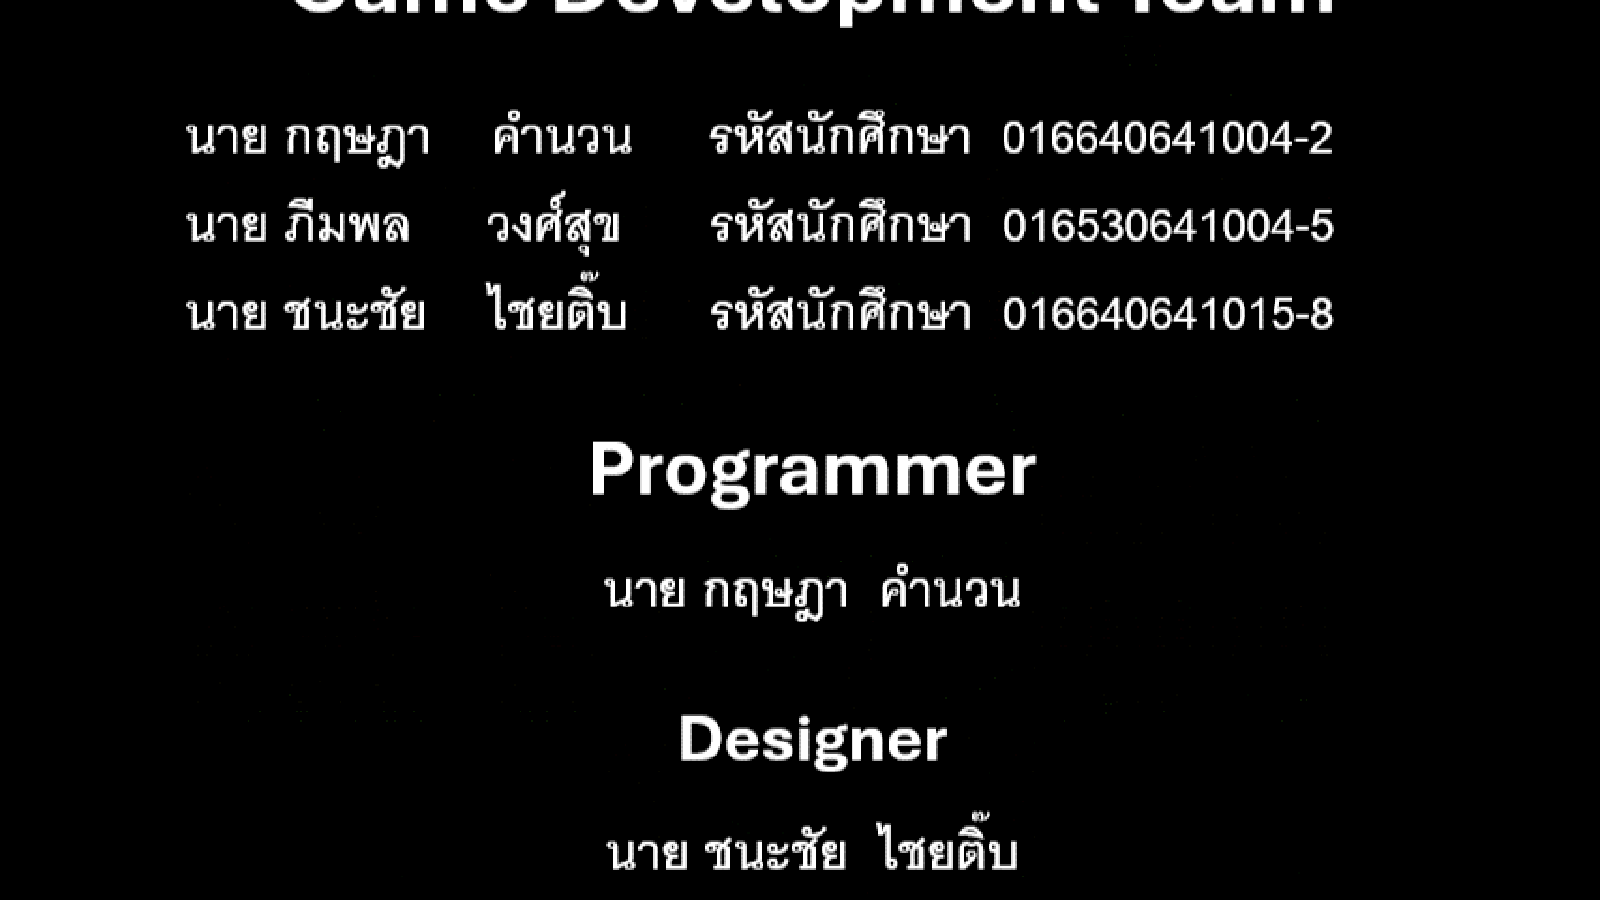 Game Development Team
นาย กฤษฎา คำนวน รหัสนักศึกษา 016640641004-2
นาย ภีมพล วงศ์สุข รหัสนักศึกษา 016530641004-5
นาย ชนะชัย ไชยติ๊บ รหัสนักศึกษา 016640641015-8
Programmer
นาย กฤษฎา คำนวน
Designer
นาย ชนะชัย ไชยติ๊บ